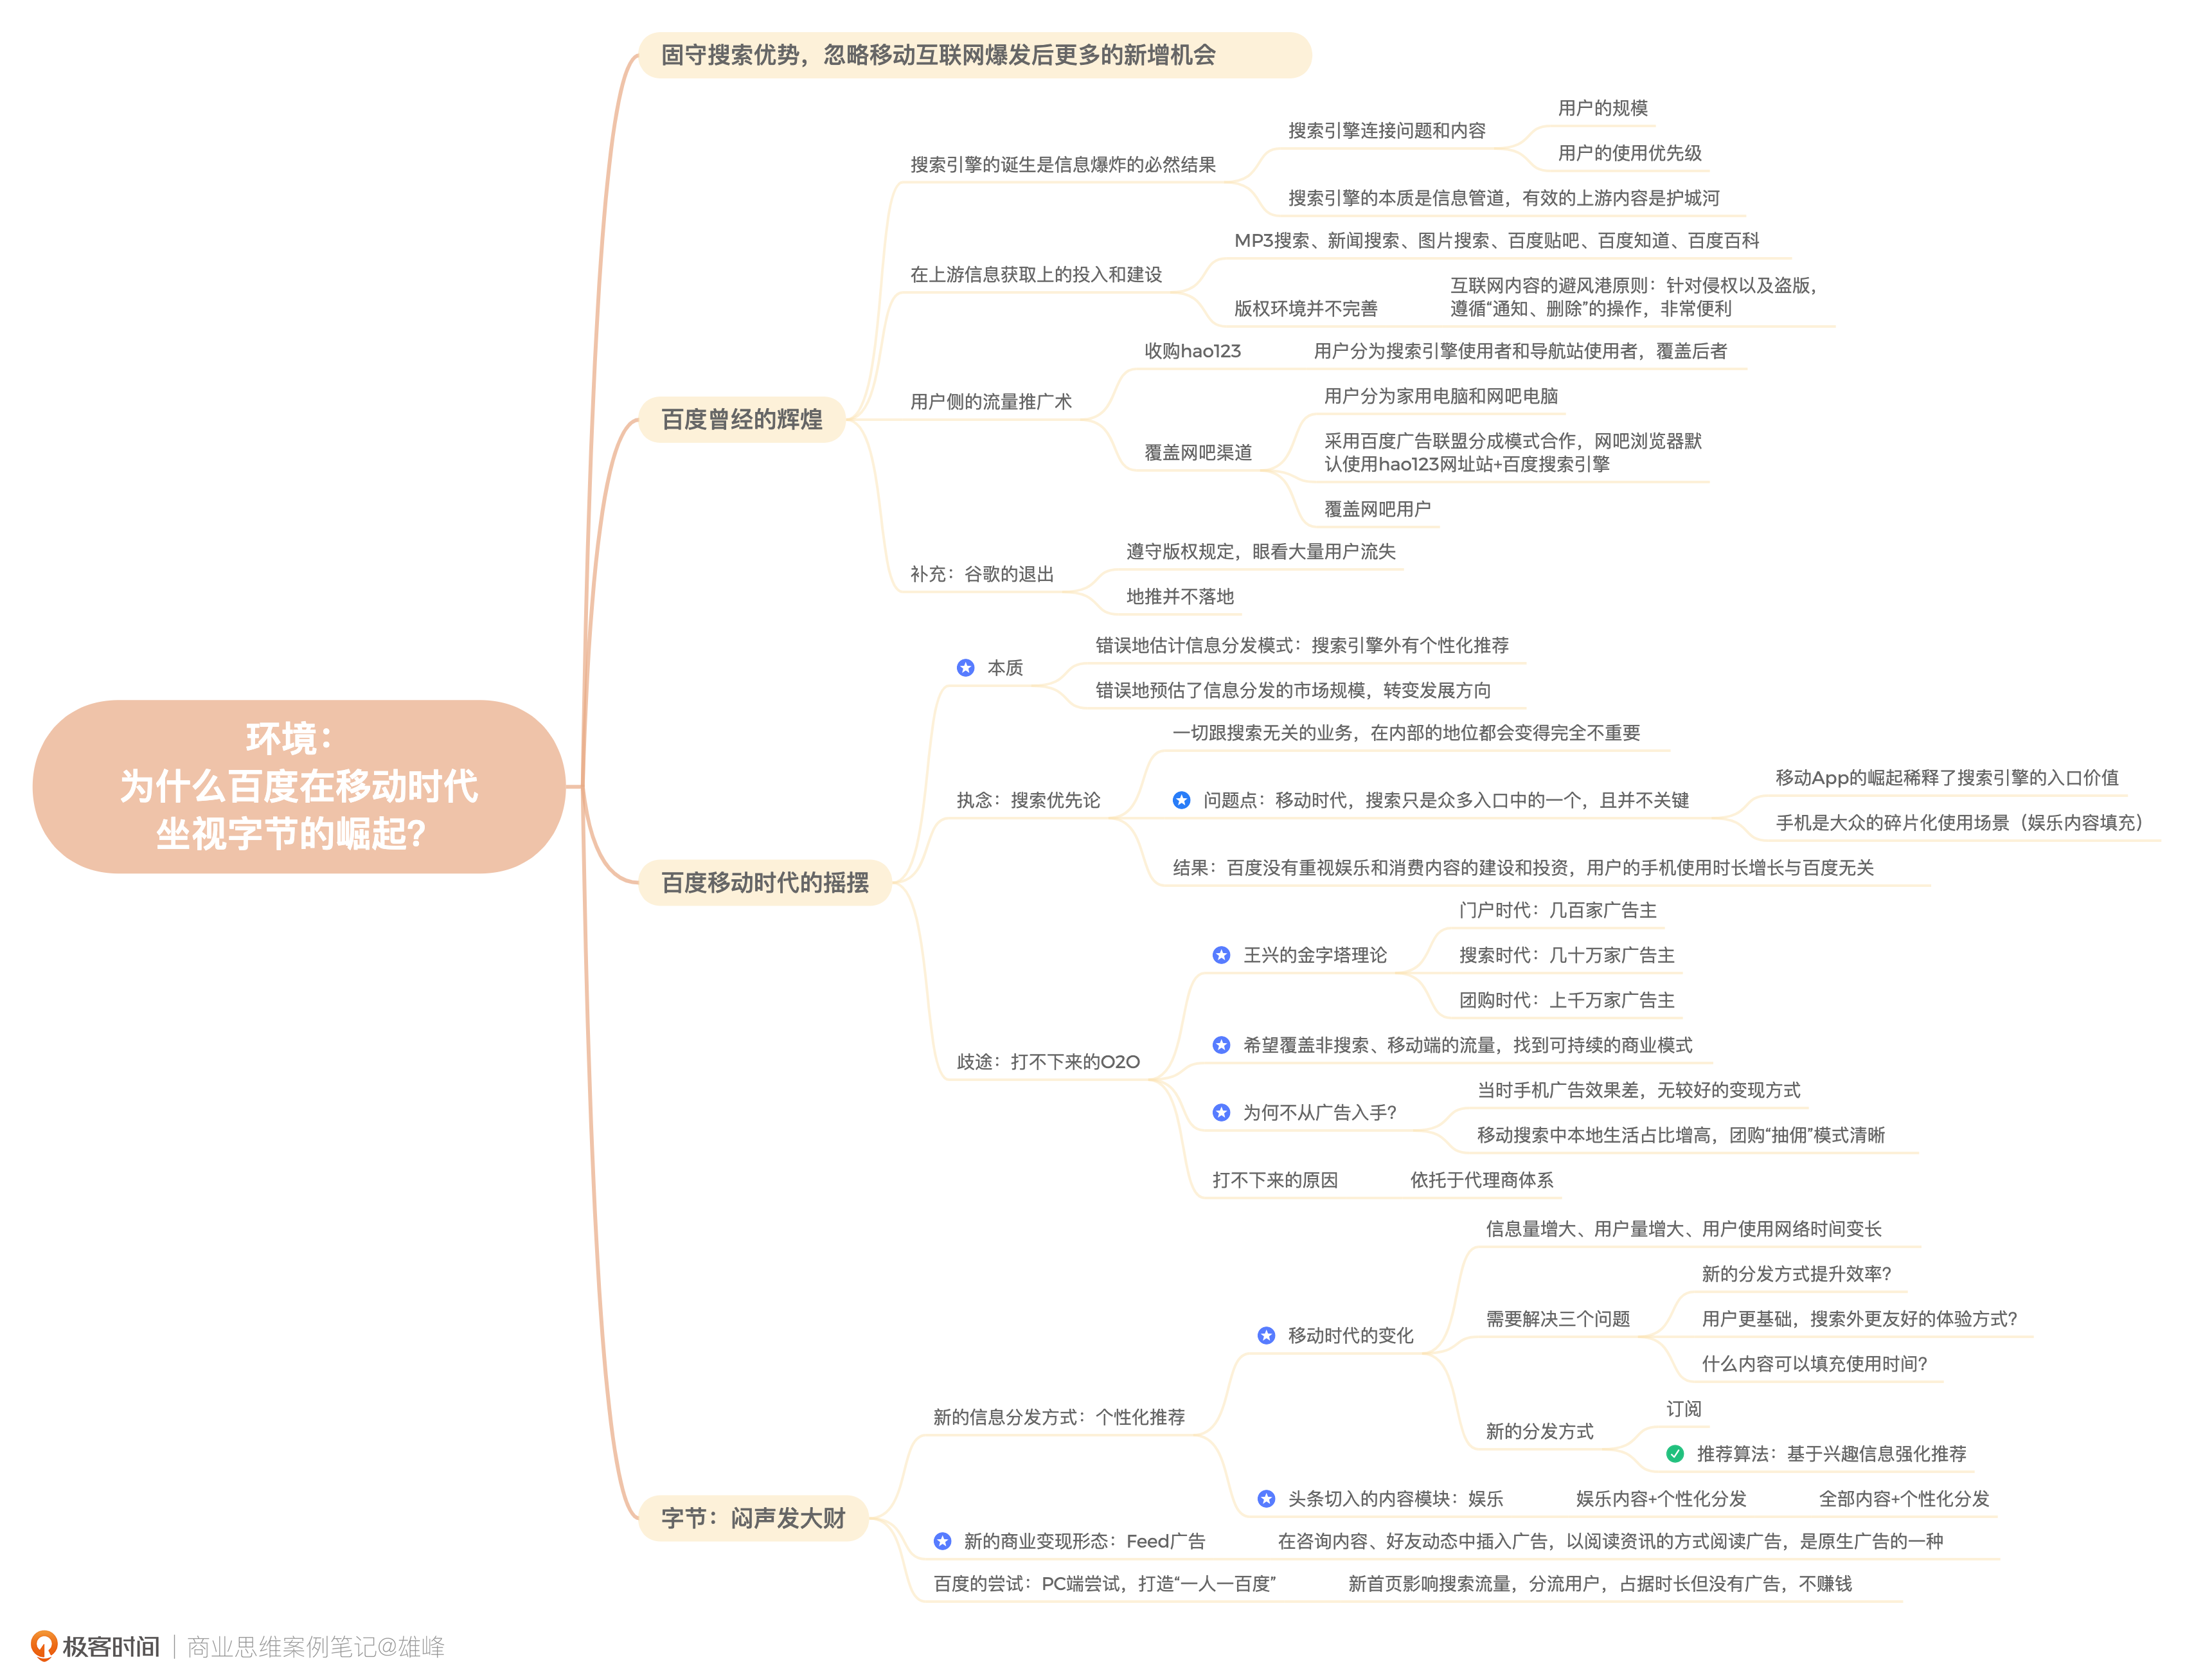 固守搜索优势，忽略移动互联网爆发后更多的新增机会
用户的规模
搜索引擎连接问题和内容
用户的使用优先级
搜索引擎的诞生是信息爆炸的必然结果
搜索引擎的本质是信息管道，有效的上游内容是护城河
MP3搜索、新闻搜索、图片搜索、百度贴吧、百度知道、百度百科
在上游信息获取上的投入和建设
互联网内容的避风港原则：针对侵权以及盗版，
遵循“通知、删除”的操作，非常便利
版权环境并不完善
收购hao123
用户分为搜索引擎使用者和导航站使用者，覆盖后者
用户侧的流量推广术
用户分为家用电脑和网吧电脑
百度曾经的辉煌
采用百度广告联盟分成模式合作，网吧浏览器默
认使用hao123网址站+百度搜索引擎
覆盖网吧渠道
覆盖网吧用户
遵守版权规定，眼看大量用户流失
补充：谷歌的退出
地推并不落地
错误地估计信息分发模式：搜索引擎外有个性化推荐
本质
错误地预估了信息分发的市场规模，转变发展方向
环境：
为什么百度在移动时代
坐视字节的崛起？
一切跟搜索无关的业务，在内部的地位都会变得完全不重要
移动App的崛起稀释了搜索引擎的入口价值
执念：搜索优先论
问题点：移动时代，搜索只是众多入口中的一个，且并不关键
手机是大众的碎片化使用场景（娱乐内容填充）
结果：百度没有重视娱乐和消费内容的建设和投资，用户的手机使用时长增长与百度无关
百度移动时代的摇摆
门户时代：几百家广告主
王兴的金字塔理论
搜索时代：几十万家广告主
团购时代：上千万家广告主
希望覆盖非搜索、移动端的流量，找到可持续的商业模式
歧途：打不下来的O2O
当时手机广告效果差，无较好的变现方式
为何不从广告入手？
移动搜索中本地生活占比增高，团购“抽佣”模式清晰
打不下来的原因
依托于代理商体系
信息量增大、用户量增大、用户使用网络时间变长
新的分发方式提升效率？
需要解决三个问题
用户更基础，搜索外更友好的体验方式？
移动时代的变化
什么内容可以填充使用时间？
订阅
新的信息分发方式：个性化推荐
新的分发方式
推荐算法：基于兴趣信息强化推荐
头条切入的内容模块：娱乐
娱乐内容+个性化分发
全部内容+个性化分发
字节：闷声发大财
新的商业变现形态：Feed广告
在咨询内容、好友动态中插入广告，以阅读资讯的方式阅读广告，是原生广告的一种
百度的尝试：PC端尝试，打造“一人一百度”
新首页影响搜索流量，分流用户，占据时长但没有广告，不赚钱
极客时间
商业思维案例笔记@雄峰